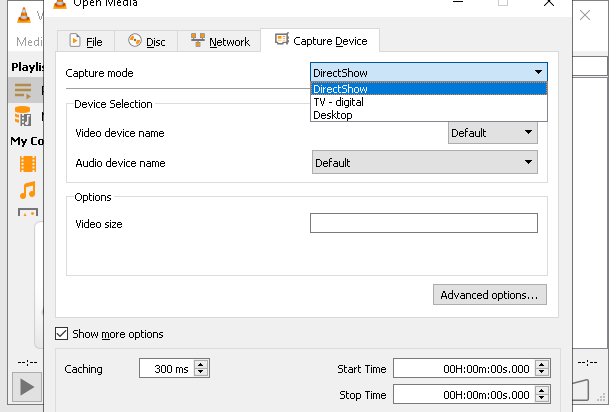 Open Media
V
Medi
File
Disc
Network
Capture Device
Playlis
Capture mode
DirectShow
DirectShow
TV - digital
Desktop
Device Selection
Video device name
Default
My Co
Audio device name
Default
Options
Video size
Advanced options...
Show more options
--:--
Caching
300 ms
Start Time
00H:00m:00s.000
--:--
Stop Time
00H:00m:00s.000